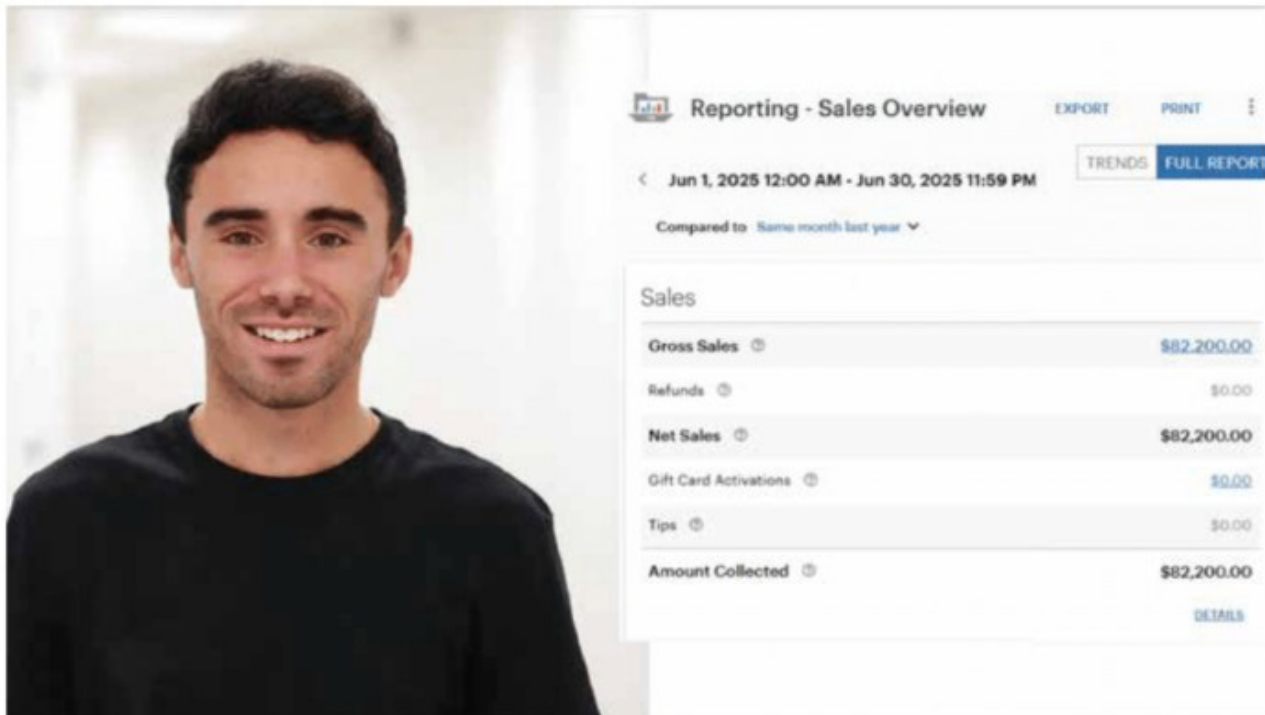 Reporting - Sales Overview EXPORT PRINT
TRENDS FULL REPORT
Jun 1, 2025 12:00 AM - Jun 30, 2025 11:59 PM
Compared to Same month last year
Sales
Gross Sales $82,200.00
Refunds $0.00
Net Sales $82,200.00
Gift Card Activations $0.00
Tips $0.00
Amount Collected $82,200.00
DETAILS